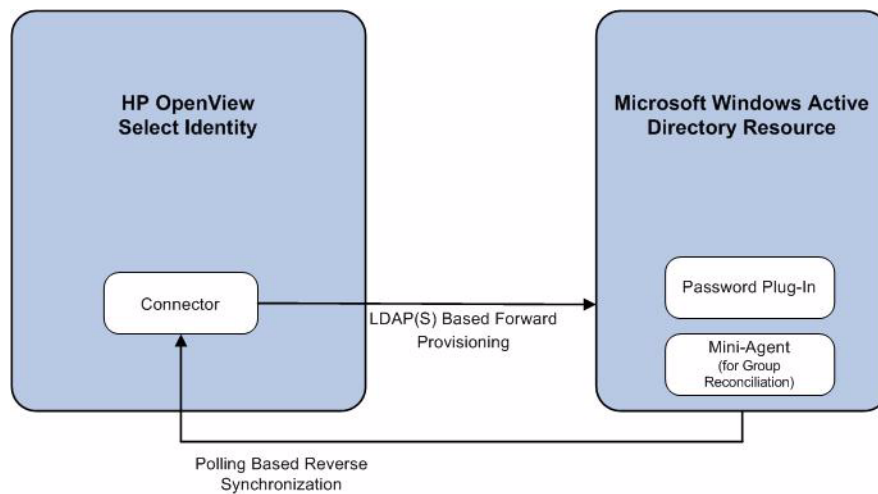 HP OpenView
Select Identity
Microsoft Windows Active
Directory Resource
Connector
LDAP(S) Based Forward
Provisioning
Password Plug-In
Mini-Agent
(for Group
Reconciliation)
Polling Based Reverse
Synchronization